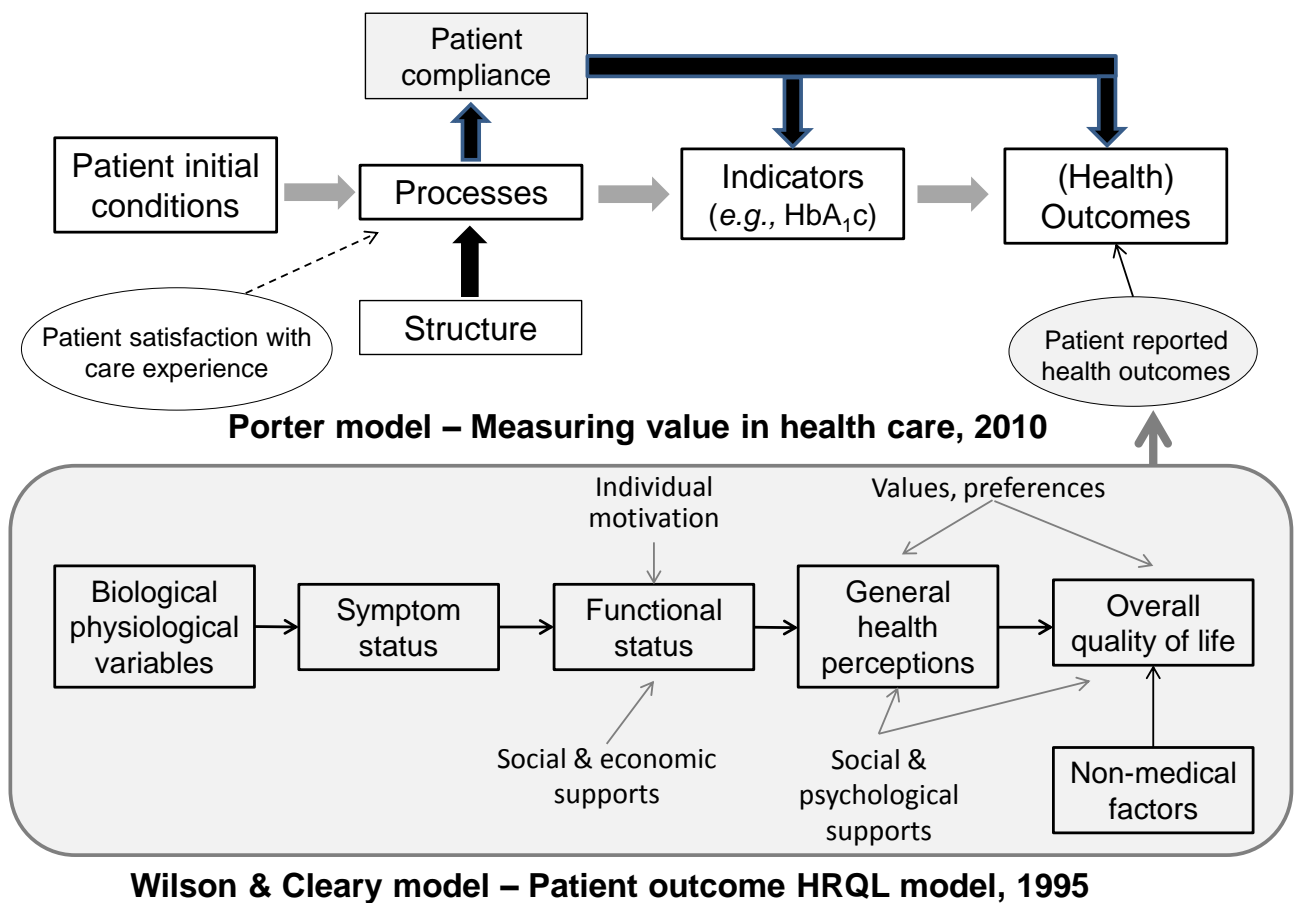 Patient
compliance
Patient initial
conditions
Processes
Indicators
(e.g., HbA₁c)
(Health)
Outcomes
Patient satisfaction with
care experience
Structure
Patient reported
health outcomes
Porter model – Measuring value in health care, 2010
Individual
motivation
Values, preferences
Biological
physiological
variables
Symptom
status
Functional
status
General
health
perceptions
Overall
quality of life
Social & economic
supports
Social &
psychological
supports
Non-medical
factors
Wilson & Cleary model – Patient outcome HRQL model, 1995